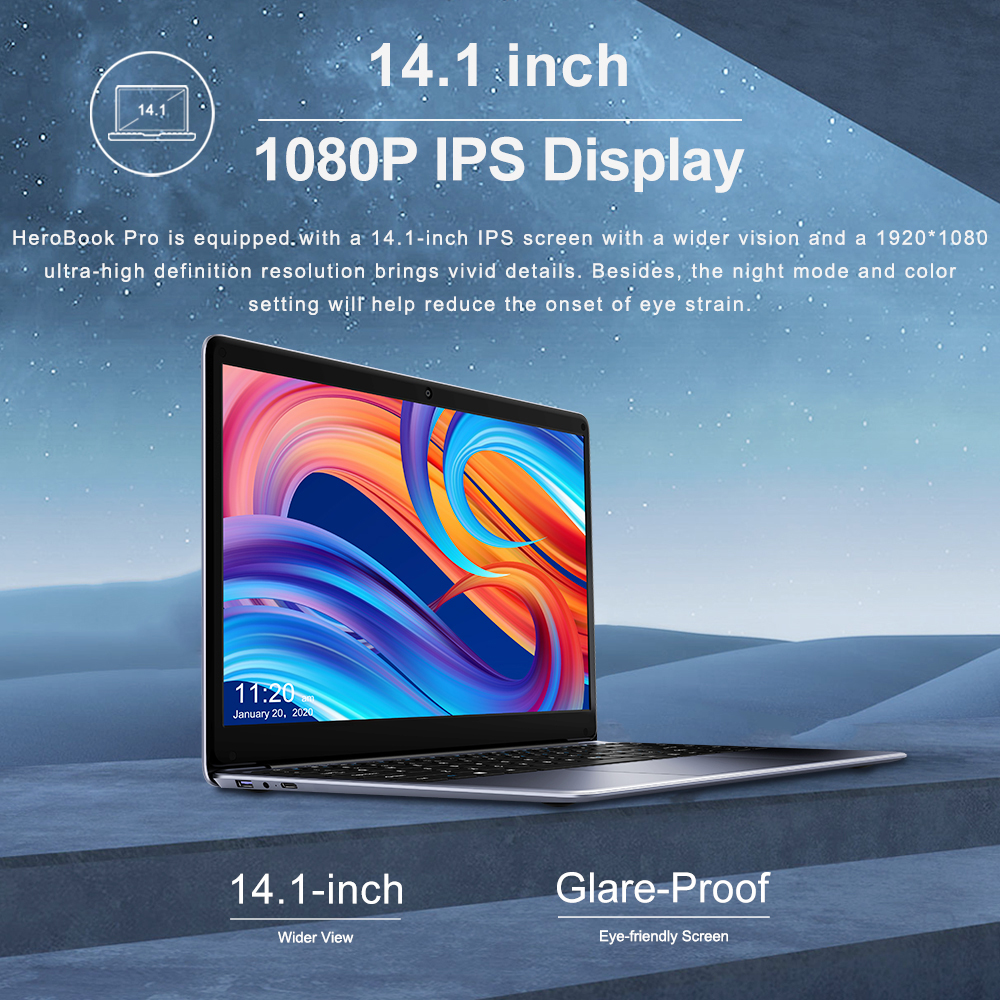 14.1
14.1 inch
1080P IPS Display
HeroBook Pro is equipped with a 14.1-inch IPS screen with a wider vision and a 1920*1080
ultra-high definition resolution brings vivid details. Besides, the night mode and color
setting will help reduce the onset of eye strain.
11:20 am
January 20, 2020
14.1-inch
Glare-Proof
Wider View
Eye-friendly Screen